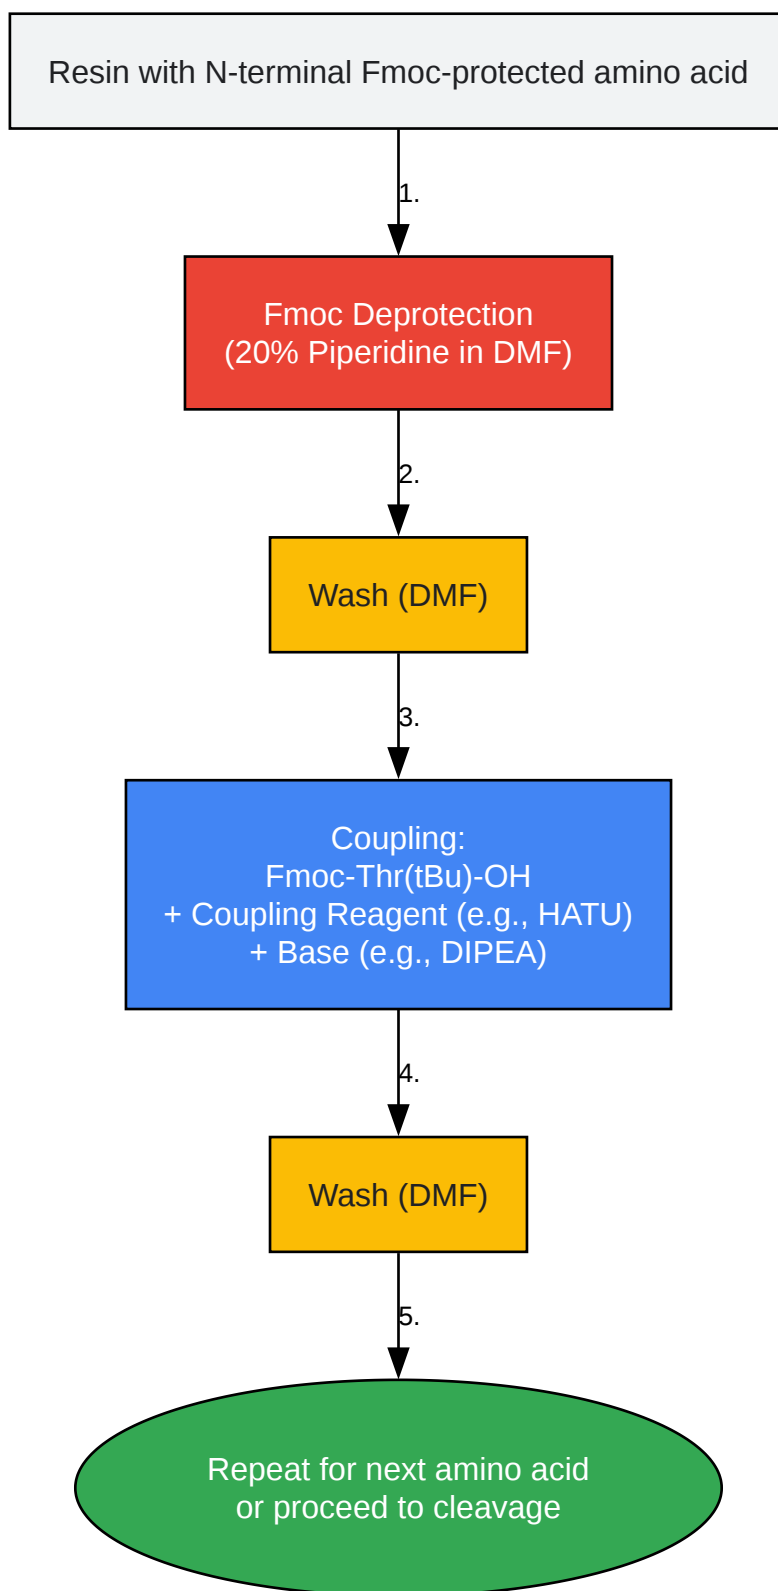 Resin with N-terminal Fmoc-protected amino acid
1.
Fmoc Deprotection
(20% Piperidine in DMF)
2.
Wash (DMF)
3.
Coupling:
Fmoc-Thr(tBu)-OH
+ Coupling Reagent (e.g., HATU)
+ Base (e.g., DIPEA)
4.
Wash (DMF)
5.
Repeat for next amino acid
or proceed to cleavage